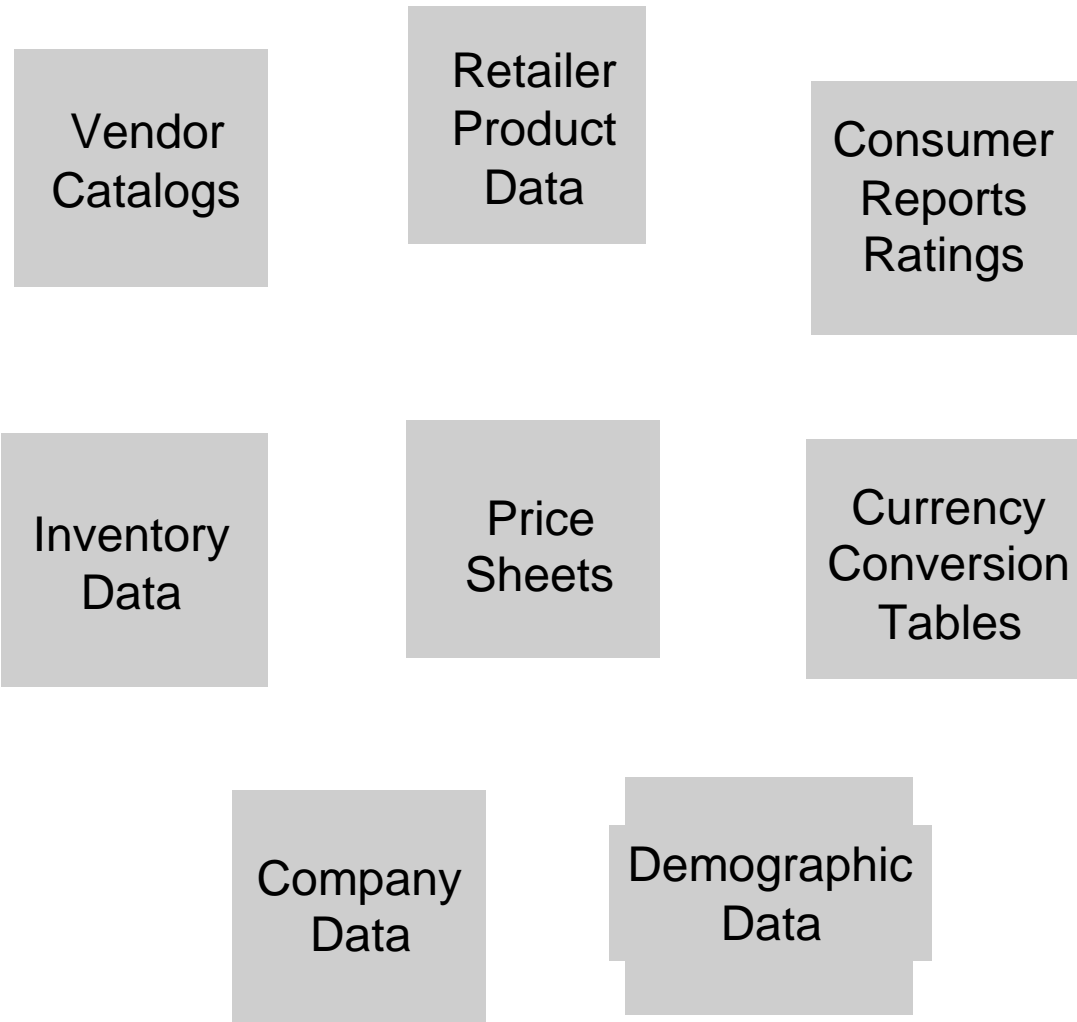 Vendor
Catalogs
Retailer
Product
Data
Consumer
Reports
Ratings
Inventory
Data
Price
Sheets
Currency
Conversion
Tables
Company
Data
Demographic
Data